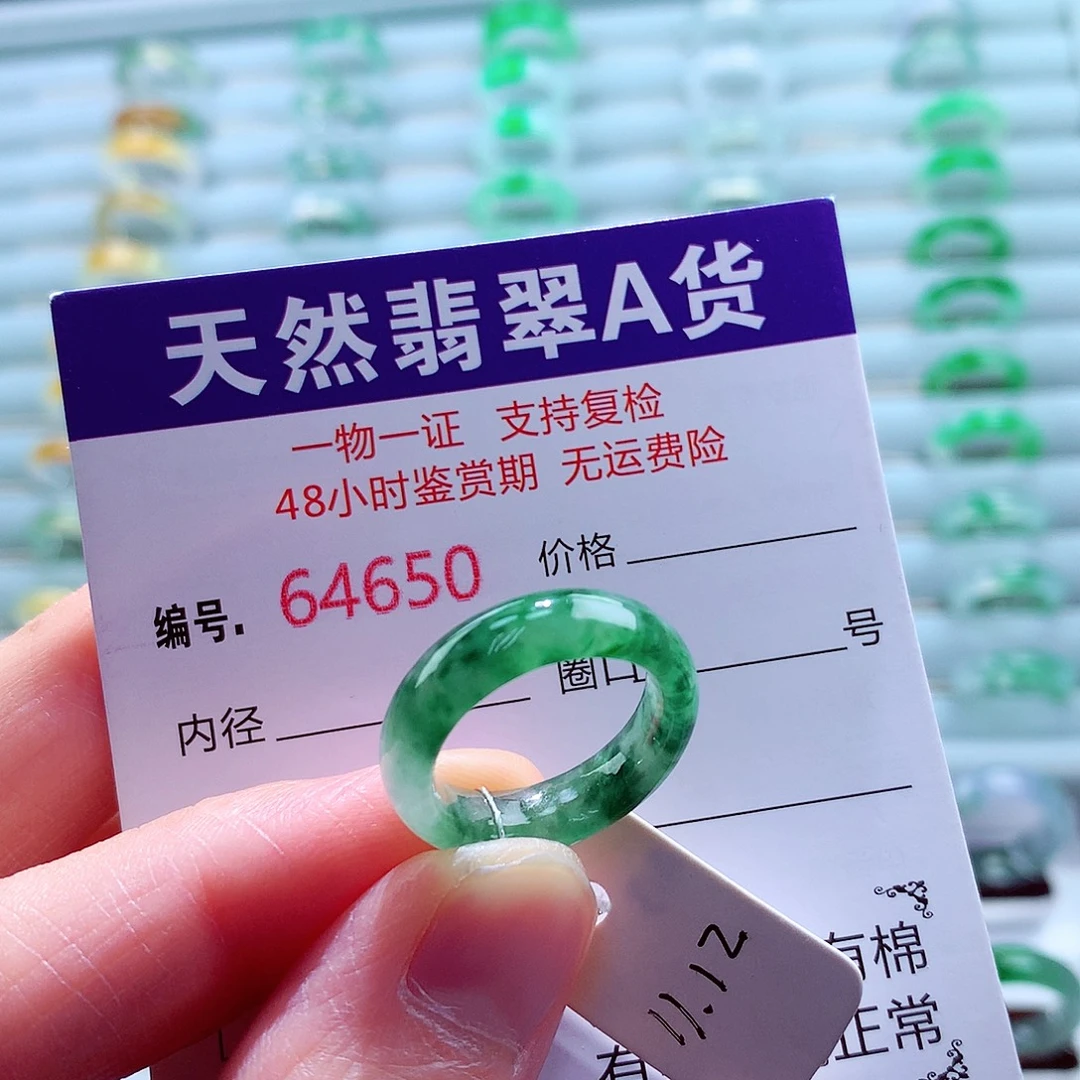 天然翡翠A货
一物一证 支持复检
48小时鉴赏期 无运费险
编号. 64650 价格
内径 圈口 号
11.12
有棉
有 正常